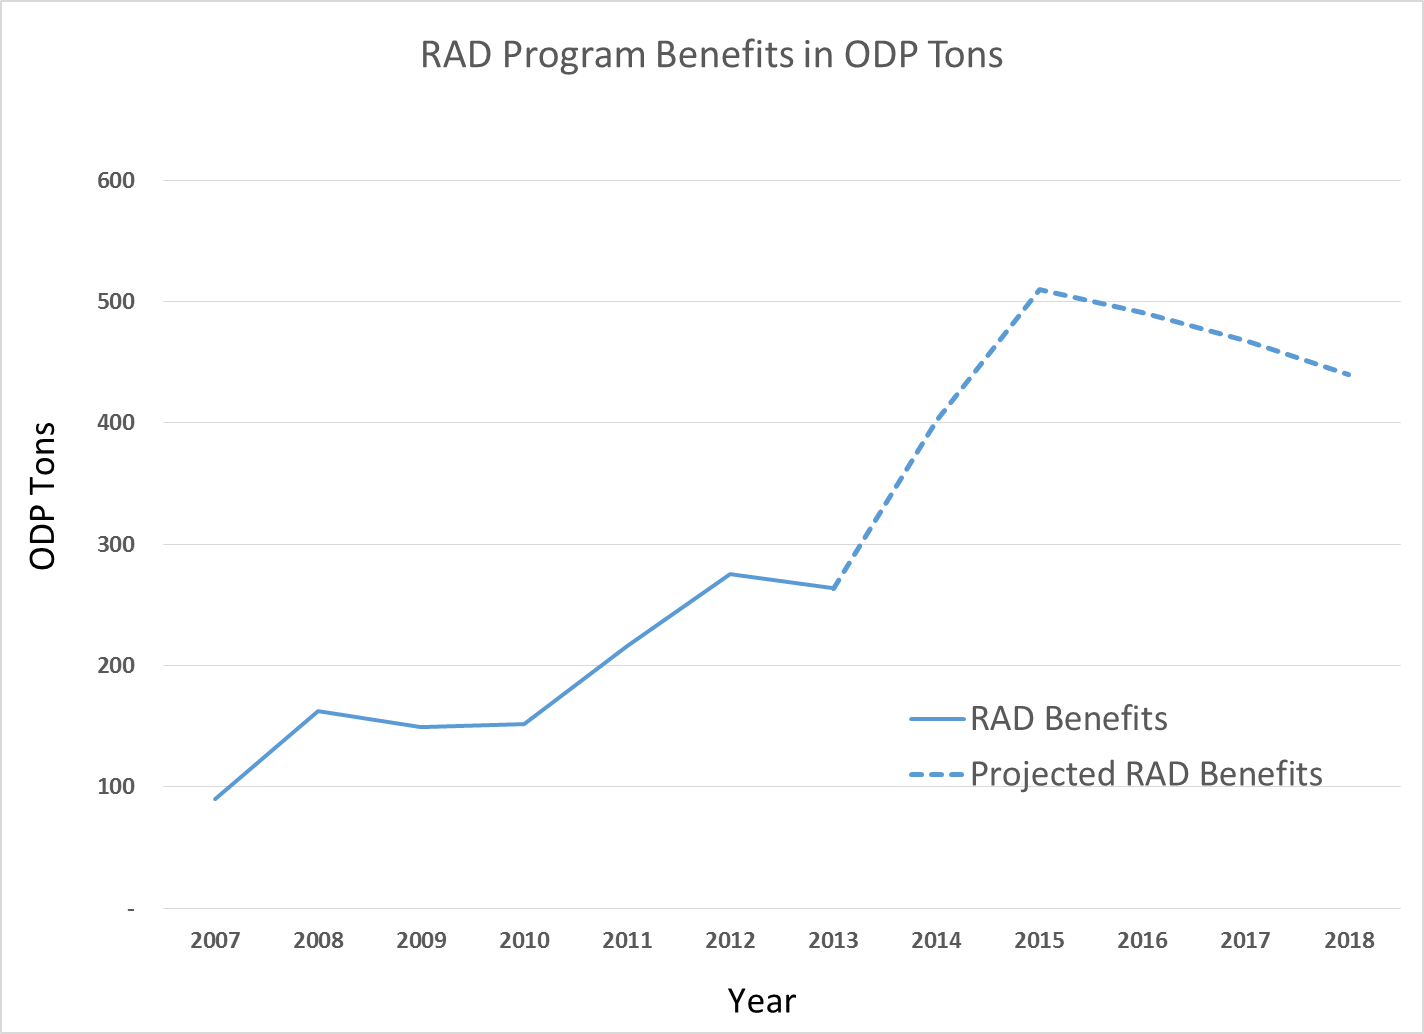 RAD Program Benefits in ODP Tons
600
500
400
300
200
100
-
ODP Tons
RAD Benefits
Projected RAD Benefits
2007 2008 2009 2010 2011 2012 2013 2014 2015 2016 2017 2018
Year